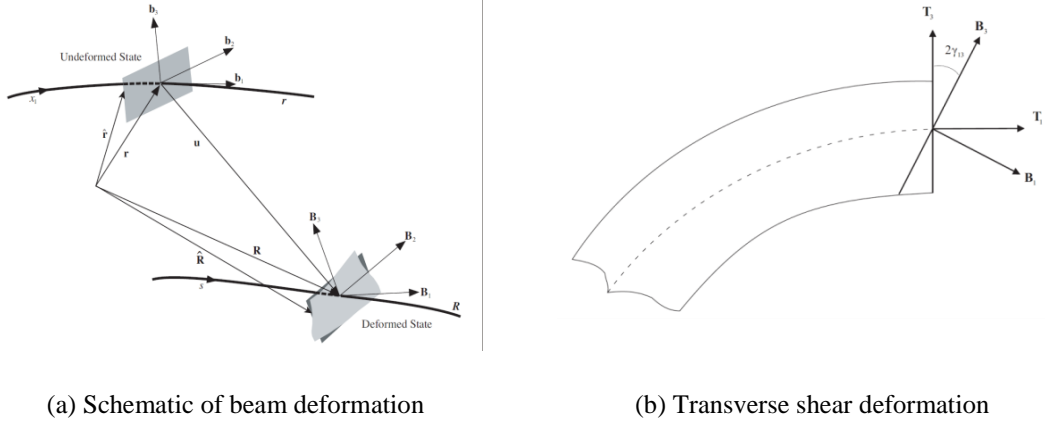 b₃
b₂
Undeformed State
b₁
x₁
r
r̂
r
u
B₃
B₂
R
R̂
B₁
s
R
Deformed State
T₃
B₃
2γ₁₃
T₁
B₁
(a) Schematic of beam deformation
(b) Transverse shear deformation